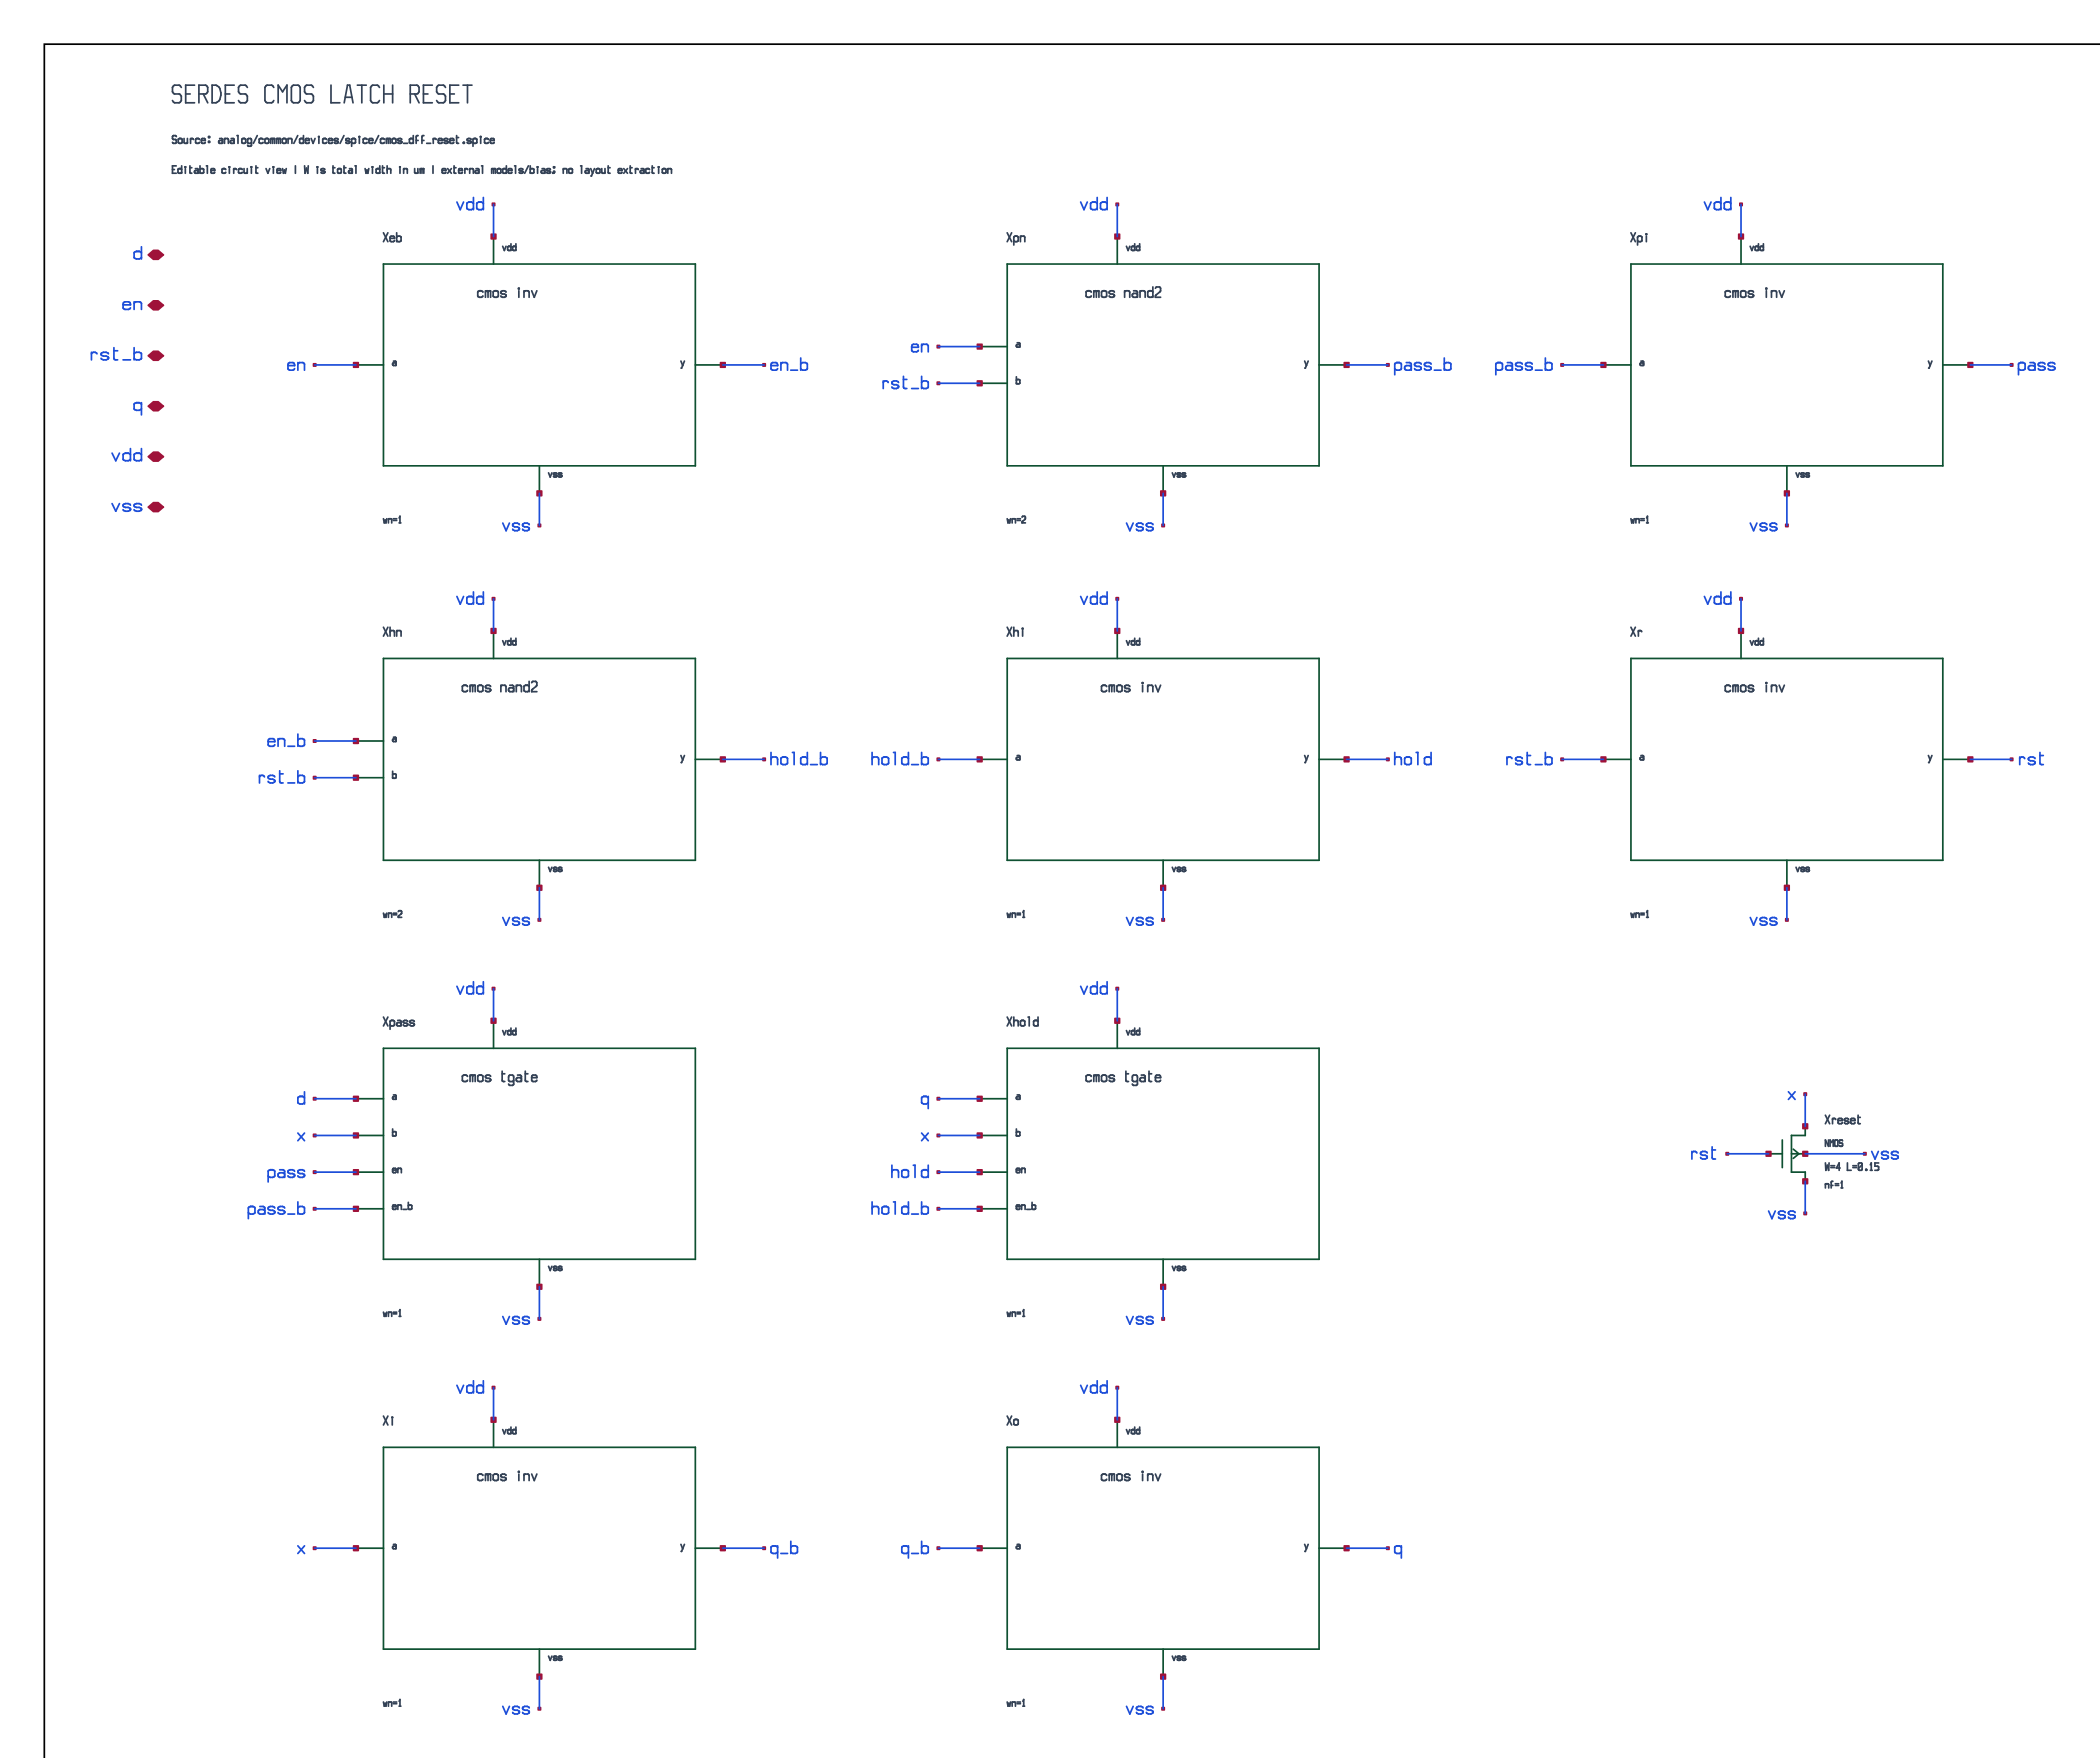 SERDES CMOS LATCH RESET
Source: analog/common/devices/spice/cmos_dff_reset.spice
Editable circuit view | W is total width in um | external models/bias; no layout extraction
d
en
rst_b
q
vdd
vss
vdd
Xeb
vdd
cmos inv
en
a
y
en_b
vss
wn=1
vss
vdd
Xpn
vdd
cmos nand2
en
a
rst_b
b
y
pass_b
vss
wn=2
vss
vdd
Xpi
vdd
cmos inv
pass_b
a
y
pass
vss
wn=1
vss
vdd
Xhn
vdd
cmos nand2
en_b
a
rst_b
b
y
hold_b
vss
wn=2
vss
vdd
Xhi
vdd
cmos inv
hold_b
a
y
hold
vss
wn=1
vss
vdd
Xr
vdd
cmos inv
rst_b
a
y
rst
vss
wn=1
vss
vdd
Xpass
vdd
cmos tgate
d
a
x
b
pass
en
pass_b
en_b
vss
wn=1
vss
vdd
Xhold
vdd
cmos tgate
q
a
x
b
hold
en
hold_b
en_b
vss
wn=1
vss
x
Xreset
NMOS
rst
vss
W=4 L=0.15
nf=1
vss
vdd
Xi
vdd
cmos inv
x
a
y
q_b
vss
wn=1
vss
vdd
Xo
vdd
cmos inv
q_b
a
y
q
vss
wn=1
vss